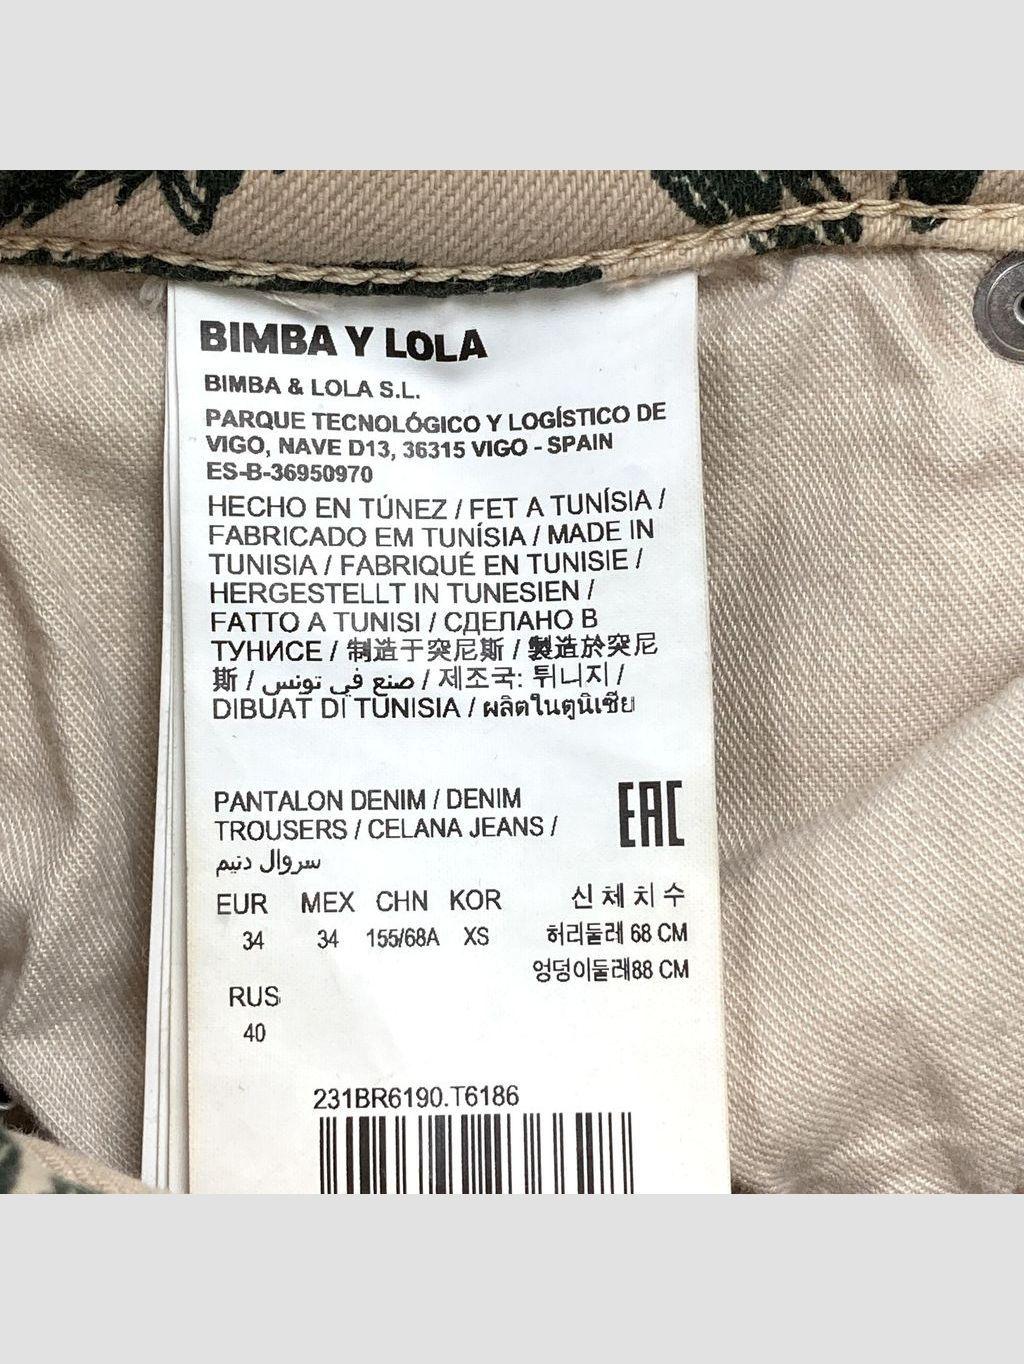 BIMBA Y LOLA
BIMBA & LOLA S.L.
PARQUE TECNOLÓGICO Y LOGÍSTICO DE
VIGO, NAVE D13, 36315 VIGO - SPAIN
ES-B-36950970
HECHO EN TÚNEZ / FET A TUNÍSIA /
FABRICADO EM TUNÍSIA / MADE IN
TUNISIA / FABRIQUÉ EN TUNISIE /
HERGESTELLT IN TUNESIEN /
FATTO A TUNISI / СДЕЛАНО В
ТУНИСЕ / 制造于突尼斯 / 製造於突尼
斯 / صنع في تونس / 제조국: 튀니지 /
DIBUAT DI TUNISIA / ผลิตในตูนิเซีย
PANTALON DENIM / DENIM
TROUSERS / CELANA JEANS /
سروال دنيم
EAC
EUR MEX CHN KOR 신체치수
34 34 155/68A XS 허리둘레 68 CM
엉덩이둘레88 CM
RUS
40
231BR6190.T6186